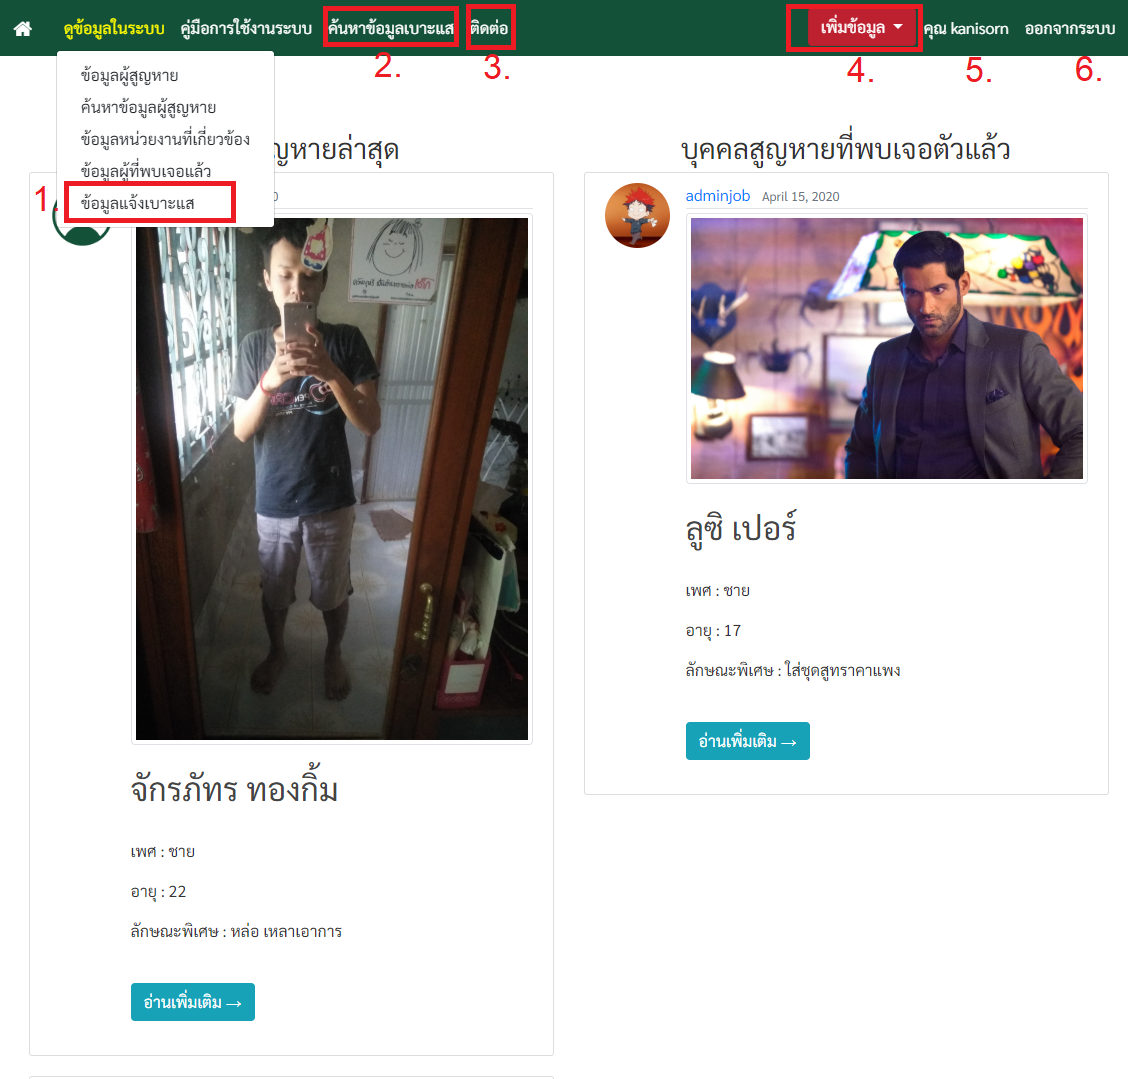 ดูข้อมูลในระบบ คู่มือการใช้งานระบบ ค้นหาข้อมูลเบาะแส ติดต่อ เพิ่มข้อมูล คุณ kanisorn ออกจากระบบ
2. 3. 4. 5. 6.
ข้อมูลผู้สูญหาย
ค้นหาข้อมูลผู้สูญหาย
ข้อมูลหน่วยงานที่เกี่ยวข้อง
ข้อมูลผู้ที่พบเจอแล้ว
1. ข้อมูลแจ้งเบาะแส
ญหายล่าสุด
0
จักรภัทร ทองกิ้ม
เพศ : ชาย
อายุ : 22
ลักษณะพิเศษ : หล่อ เหลาเอาการ
อ่านเพิ่มเติม →
บุคคลสูญหายที่พบเจอตัวแล้ว
adminjob April 15, 2020
ลูซิ เปอร์
เพศ : ชาย
อายุ : 17
ลักษณะพิเศษ : ใส่ชุดสูทราคาแพง
อ่านเพิ่มเติม →